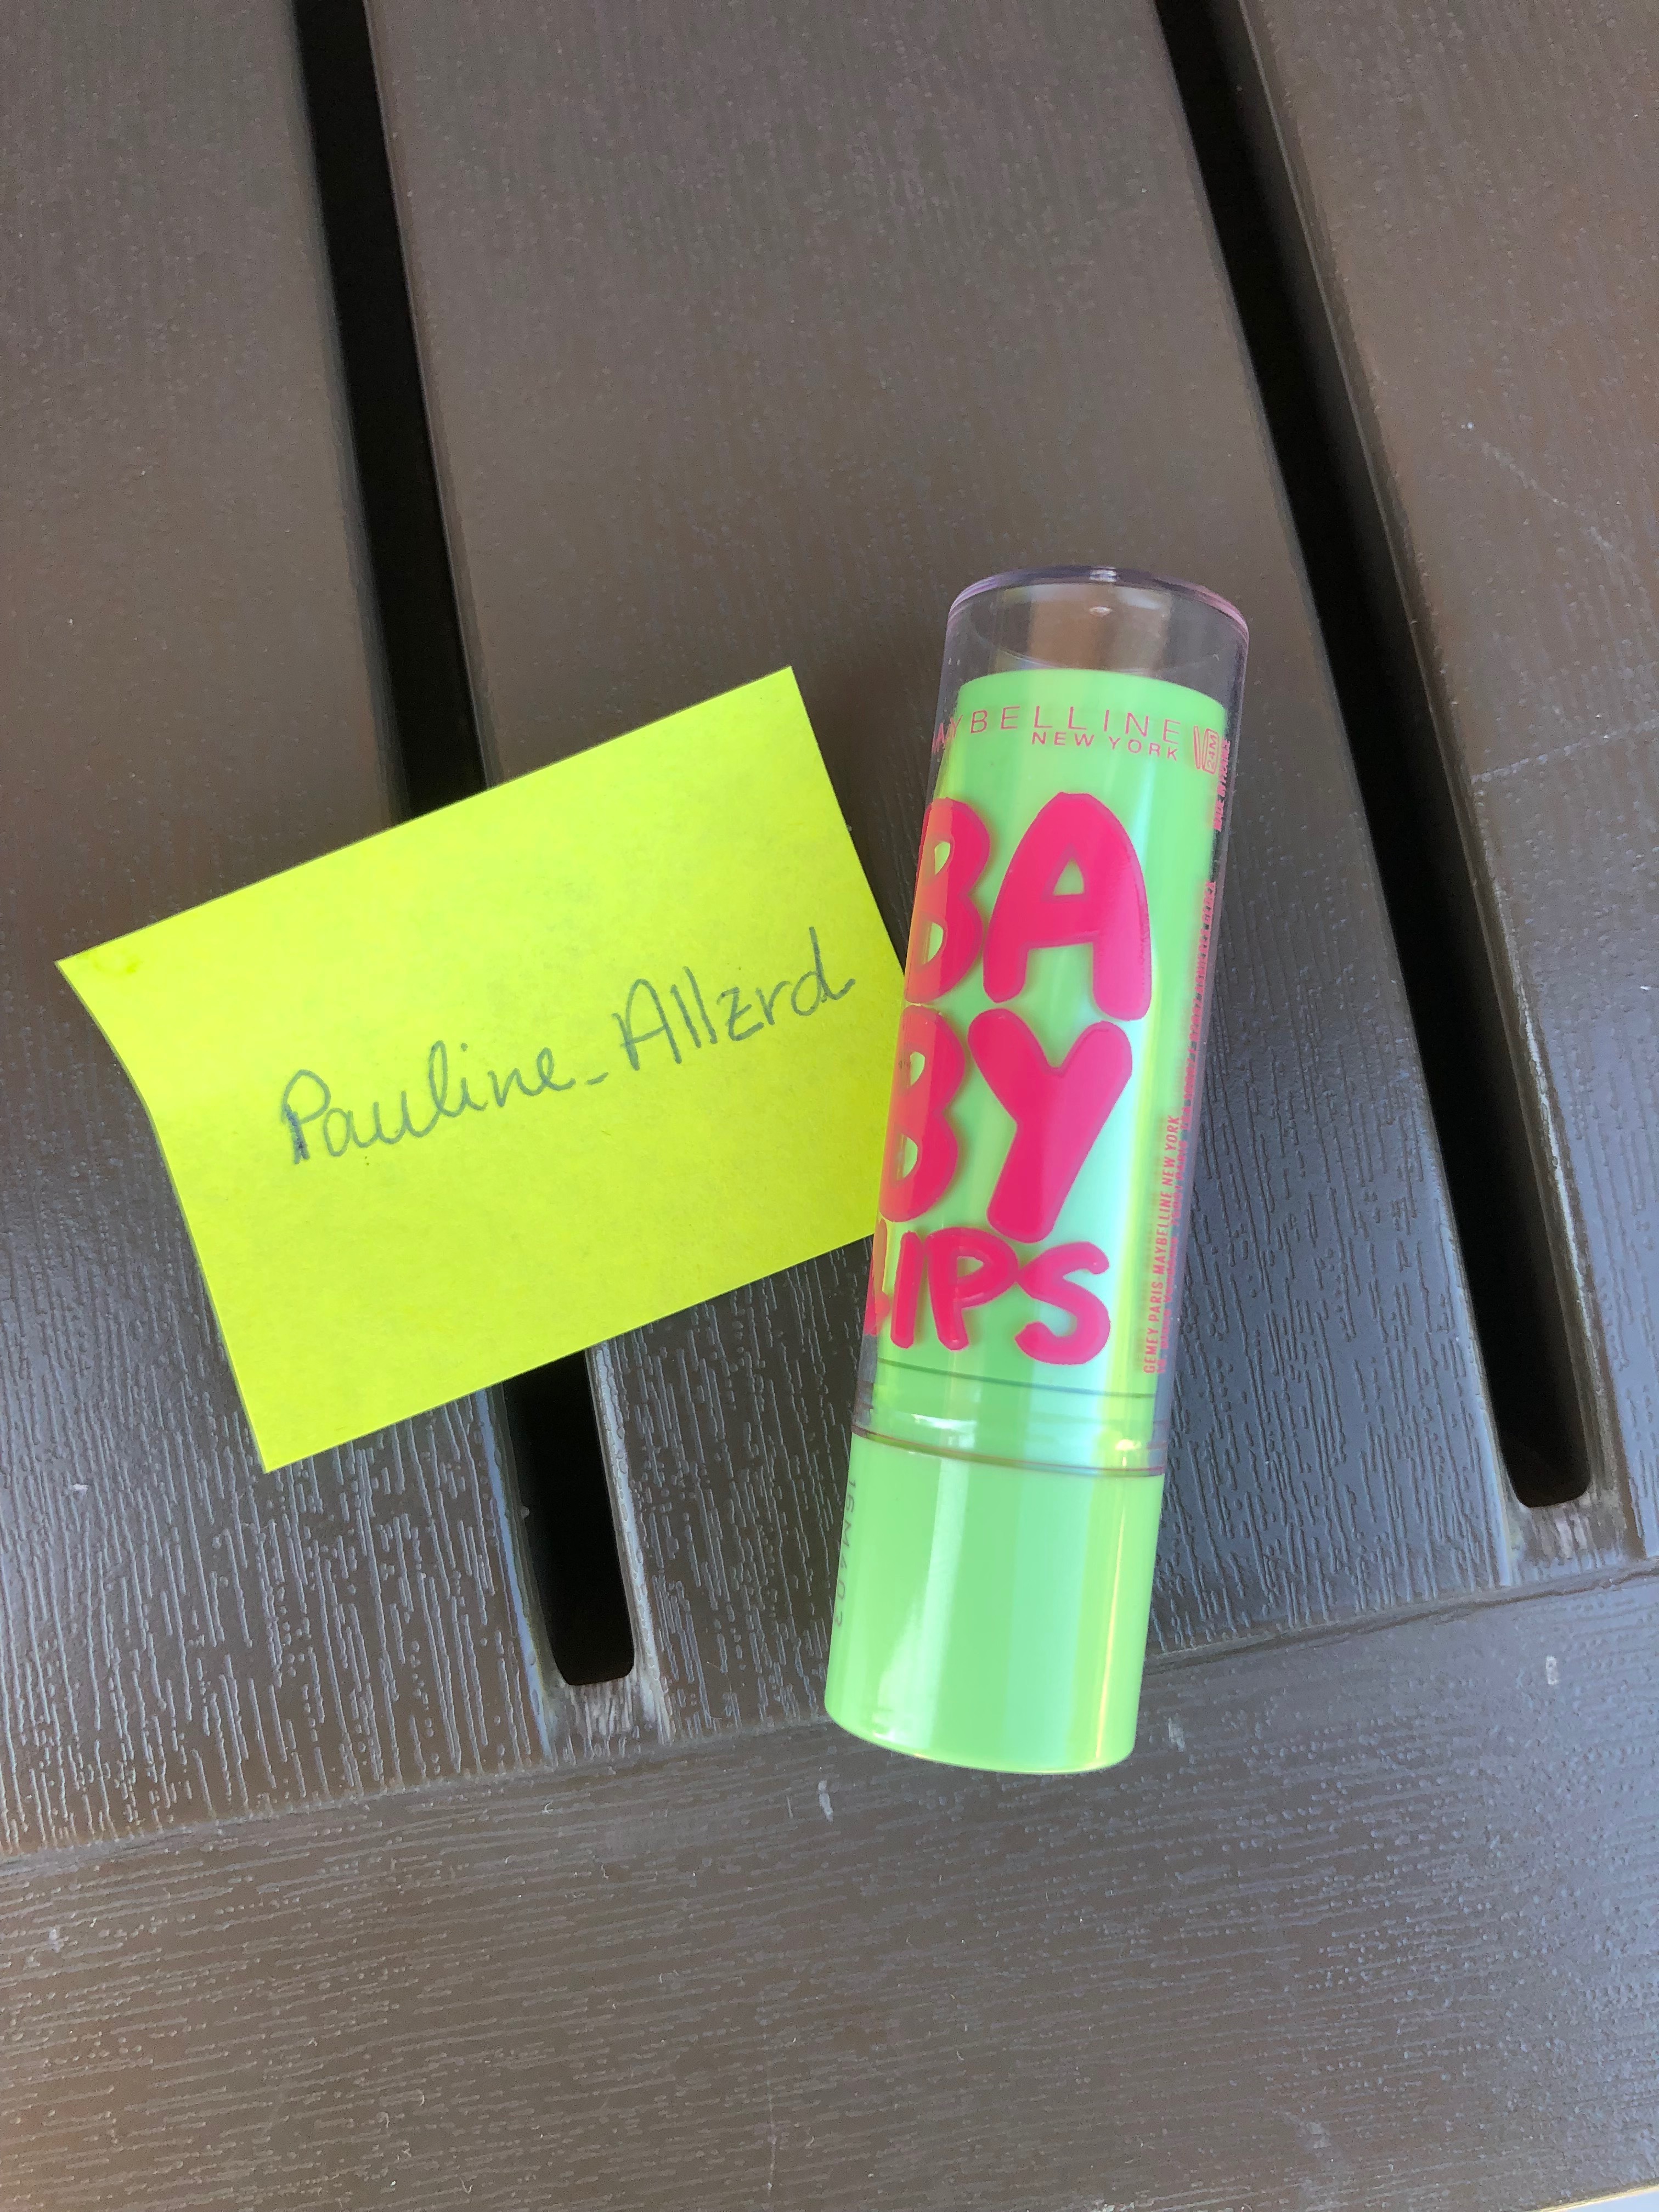 Pauline_Allzrd
MAYBELLINE
NEW YORK
BA
BY
LIPS
GEMEY PARIS-MAYBELLINE NEW YORK